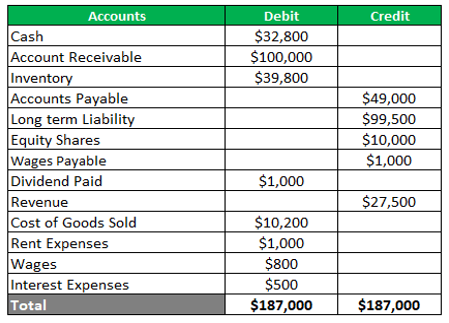 Accounts Debit Credit
Cash $32,800
Account Receivable $100,000
Inventory $39,800
Accounts Payable $49,000
Long term Liability $99,500
Equity Shares $10,000
Wages Payable $1,000
Dividend Paid $1,000
Revenue $27,500
Cost of Goods Sold $10,200
Rent Expenses $1,000
Wages $800
Interest Expenses $500
Total $187,000 $187,000